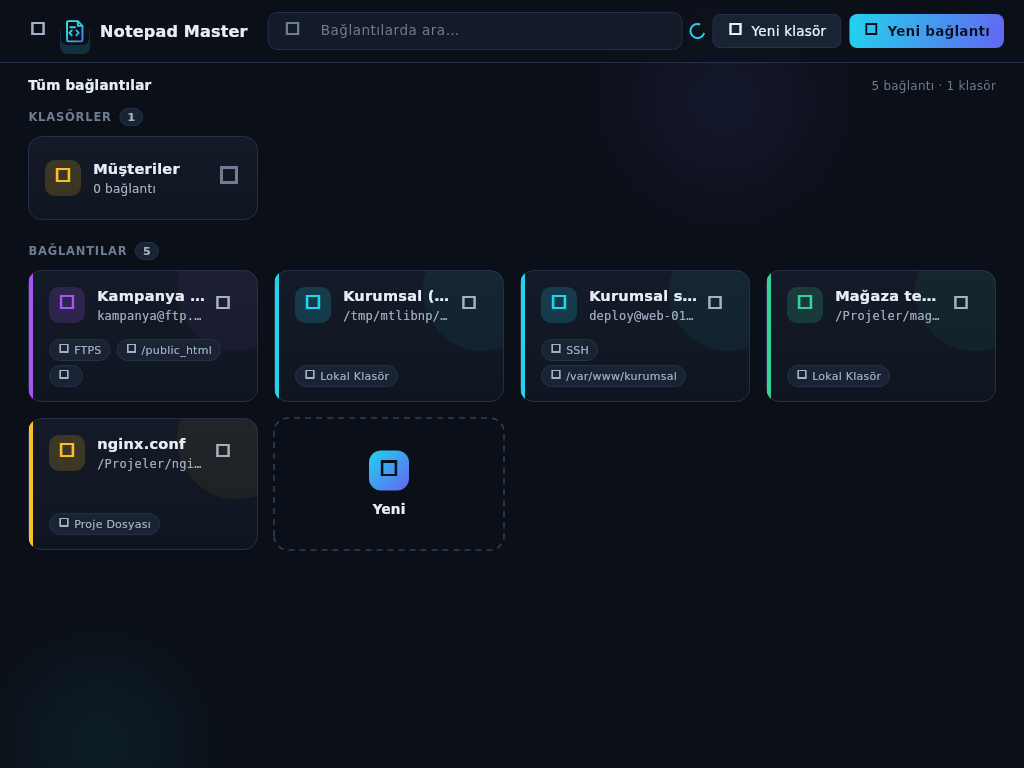 Notepad Master
Bağlantılarda ara…
Yeni klasör
Yeni bağlantı
Tüm bağlantılar
5 bağlantı · 1 klasör
KLASÖRLER 1
Müşteriler
0 bağlantı
BAĞLANTILAR 5
Kampanya …
kampanya@ftp.…
FTPS
/public_html
Kurumsal (…
/tmp/mtlibnp/…
Lokal Klasör
Kurumsal s…
deploy@web-01…
SSH
/var/www/kurumsal
Mağaza te…
/Projeler/mag…
Lokal Klasör
nginx.conf
/Projeler/ngi…
Proje Dosyası
Yeni